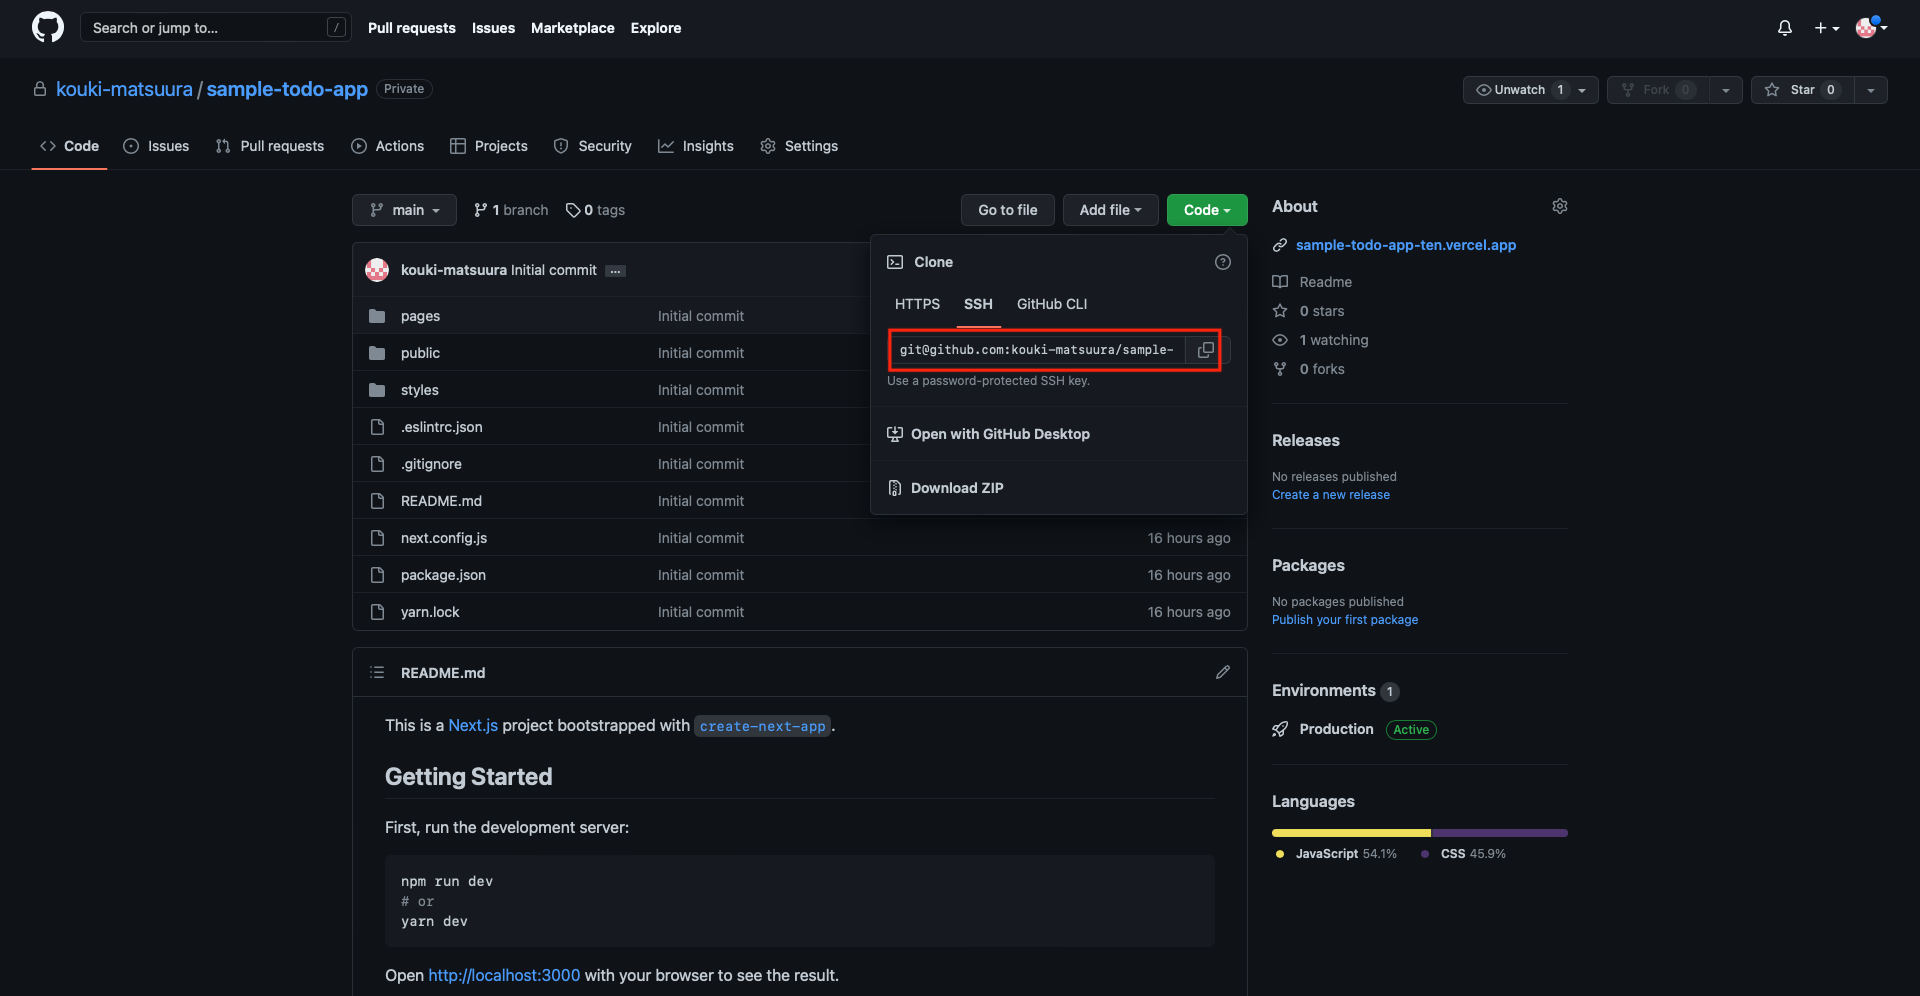 Search or jump to... /
Pull requests Issues Marketplace Explore
kouki-matsuura / sample-todo-app Private
Unwatch 1 Fork 0 Star 0
Code Issues Pull requests Actions Projects Security Insights Settings
main 1 branch 0 tags Go to file Add file Code
kouki-matsuura Initial commit ...
pages Initial commit
public Initial commit
styles Initial commit
.eslintrc.json Initial commit
.gitignore Initial commit
README.md Initial commit
next.config.js Initial commit 16 hours ago
package.json Initial commit 16 hours ago
yarn.lock Initial commit 16 hours ago
Clone
HTTPS SSH GitHub CLI
git@github.com:kouki-matsuura/sample-
Use a password-protected SSH key.
Open with GitHub Desktop
Download ZIP
README.md
This is a Next.js project bootstrapped with create-next-app.
Getting Started
First, run the development server:
npm run dev
# or
yarn dev
Open http://localhost:3000 with your browser to see the result.
About
sample-todo-app-ten.vercel.app
Readme
0 stars
1 watching
0 forks
Releases
No releases published
Create a new release
Packages
No packages published
Publish your first package
Environments 1
Production Active
Languages
JavaScript 54.1% CSS 45.9%